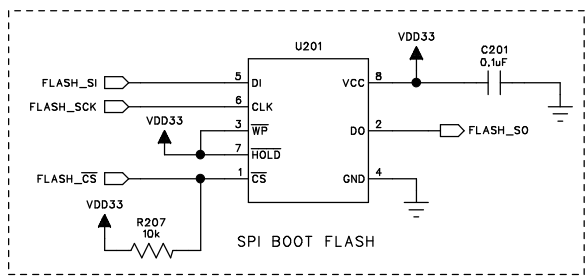 U201
VDD33
C201
0,1uF
FLASH_SI 5 DI VCC 8
FLASH_SCK 6 CLK
VDD33
3 WP DO 2 FLASH_SO
7 HOLD
FLASH_CS 1 CS GND 4
VDD33
R207
10k
SPI BOOT FLASH